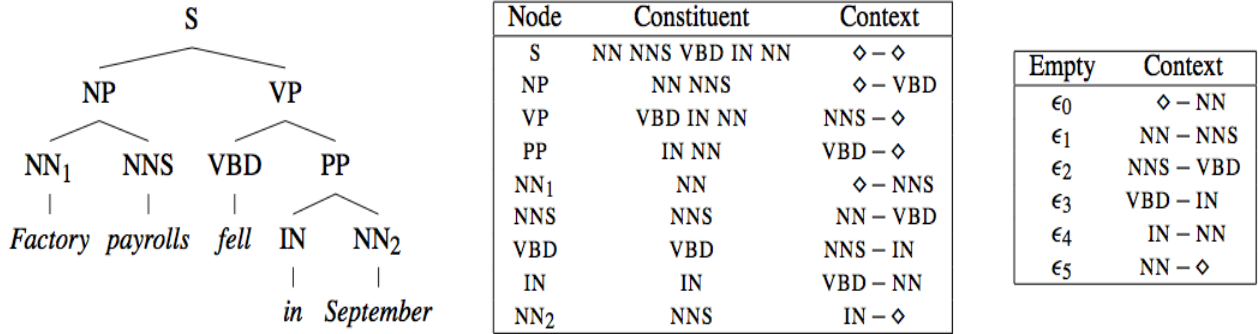 S
NP VP
NN1 NNS VBD PP
Factory payrolls fell IN NN2
in September
Node Constituent Context
S NN NNS VBD IN NN ◇ – ◇
NP NN NNS ◇ – VBD
VP VBD IN NN NNS – ◇
PP IN NN VBD – ◇
NN1 NN ◇ – NNS
NNS NNS NN – VBD
VBD VBD NNS – IN
IN IN VBD – NN
NN2 NNS IN – ◇
Empty Context
ϵ0 ◇ – NN
ϵ1 NN – NNS
ϵ2 NNS – VBD
ϵ3 VBD – IN
ϵ4 IN – NN
ϵ5 NN – ◇